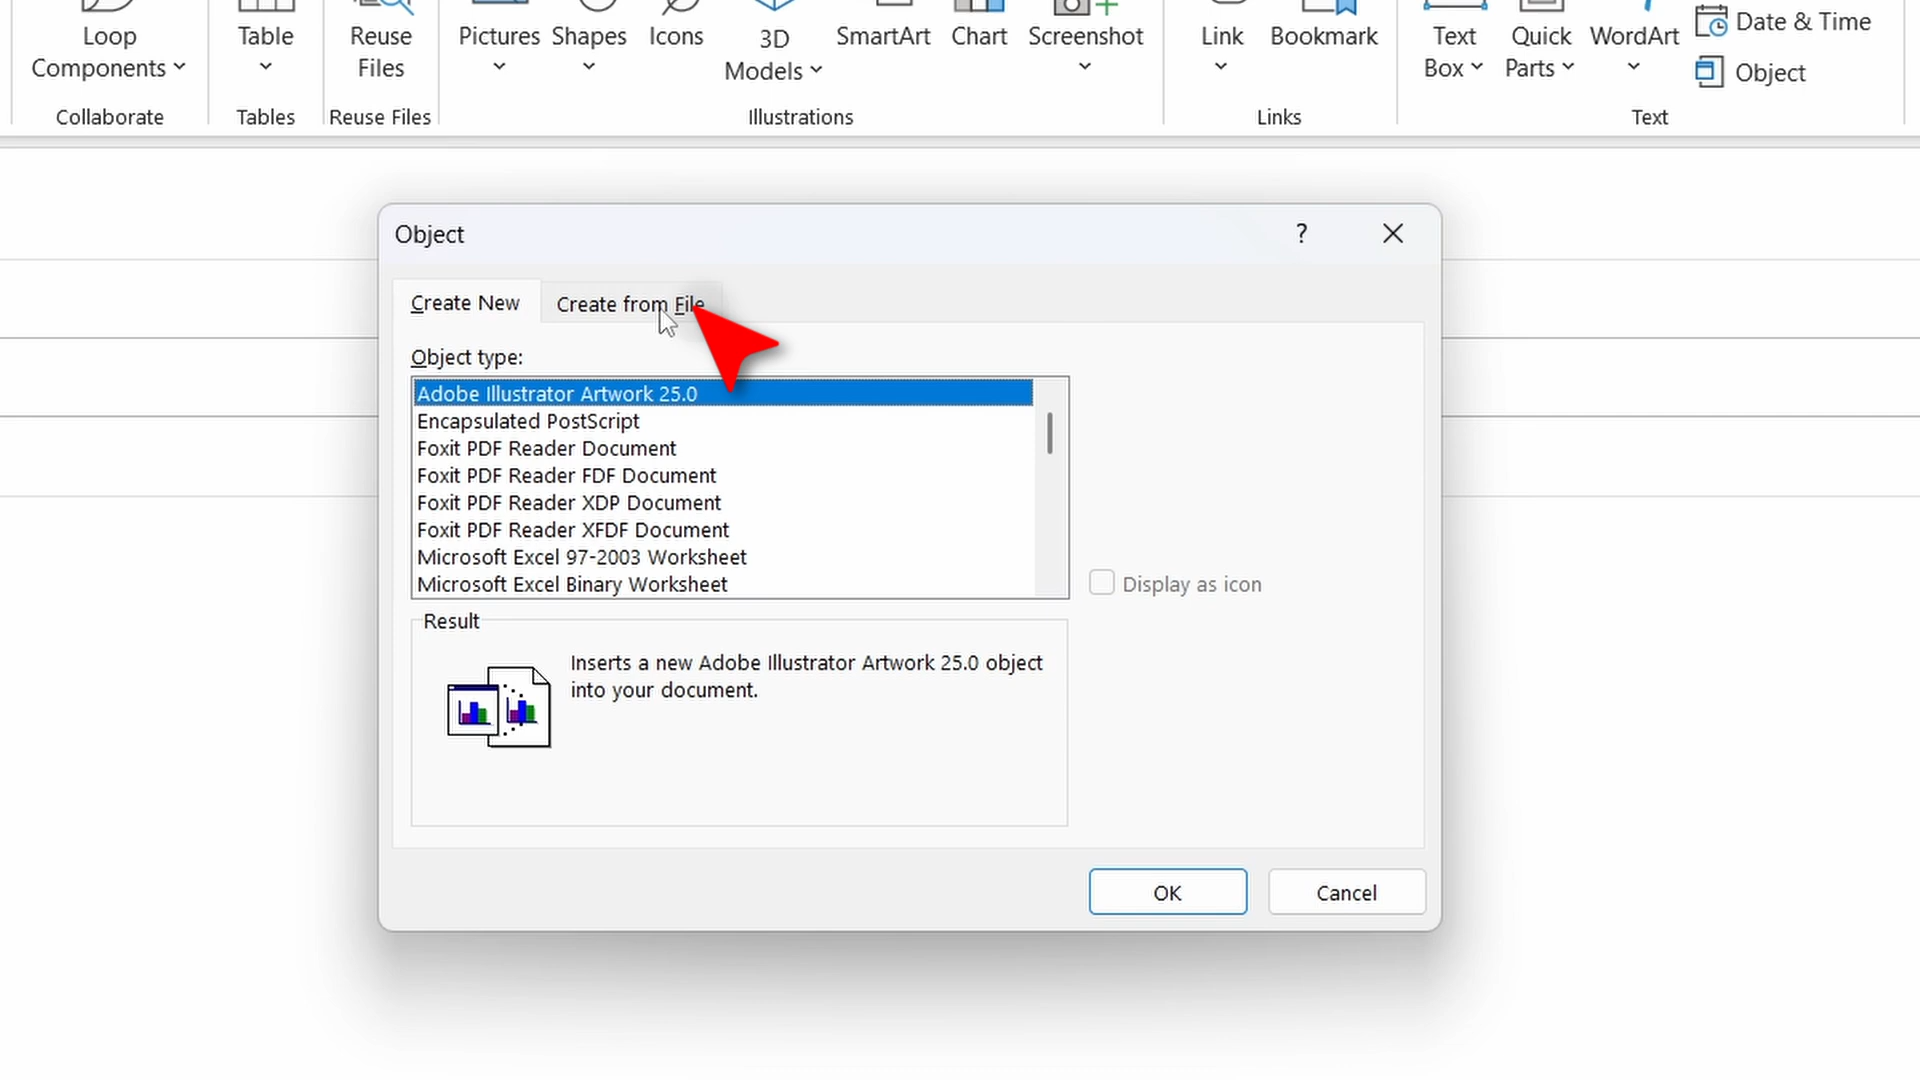 Loop
Components
Collaborate
Table
Tables
Reuse
Files
Reuse Files
Pictures
Shapes
Icons
3D
Models
SmartArt
Chart
Screenshot
Illustrations
Link
Bookmark
Links
Text
Box
Quick
Parts
WordArt
Date & Time
Object
Text
Object
?
Create New
Create from File
Object type:
Adobe Illustrator Artwork 25.0
Encapsulated PostScript
Foxit PDF Reader Document
Foxit PDF Reader FDF Document
Foxit PDF Reader XDP Document
Foxit PDF Reader XFDF Document
Microsoft Excel 97-2003 Worksheet
Microsoft Excel Binary Worksheet
Display as icon
Result
Inserts a new Adobe Illustrator Artwork 25.0 object
into your document.
OK
Cancel